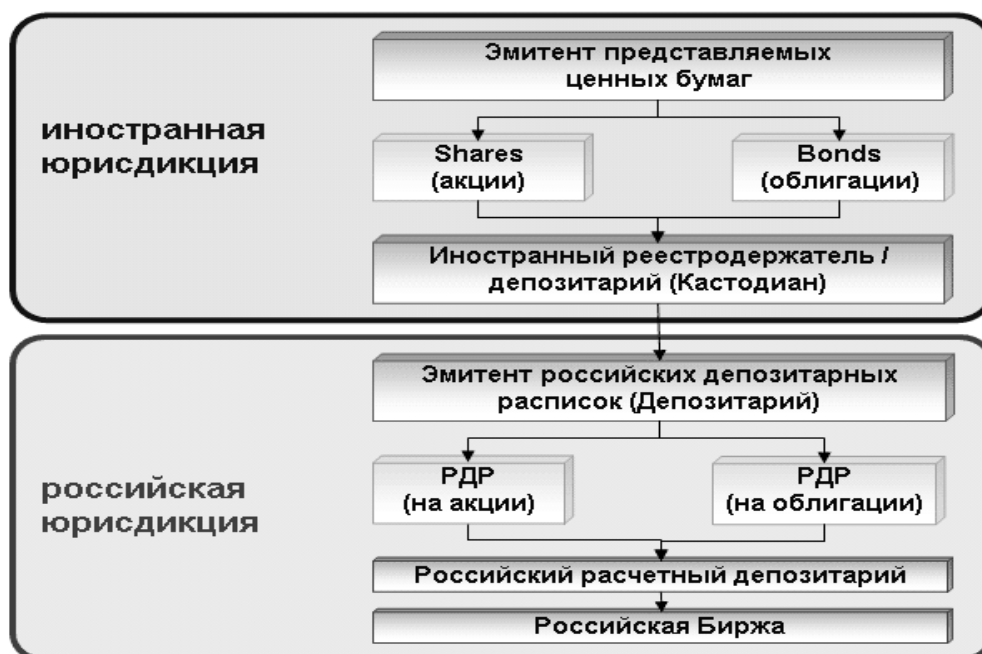 Эмитент представляемых
ценных бумаг
иностранная
юрисдикция
Shares
(акции)
Bonds
(облигации)
Иностранный реестродержатель /
депозитарий (Кастодиан)
Эмитент российских депозитарных
расписок (Депозитарий)
российская
юрисдикция
РДР
(на акции)
РДР
(на облигации)
Российский расчетный депозитарий
Российская Биржа